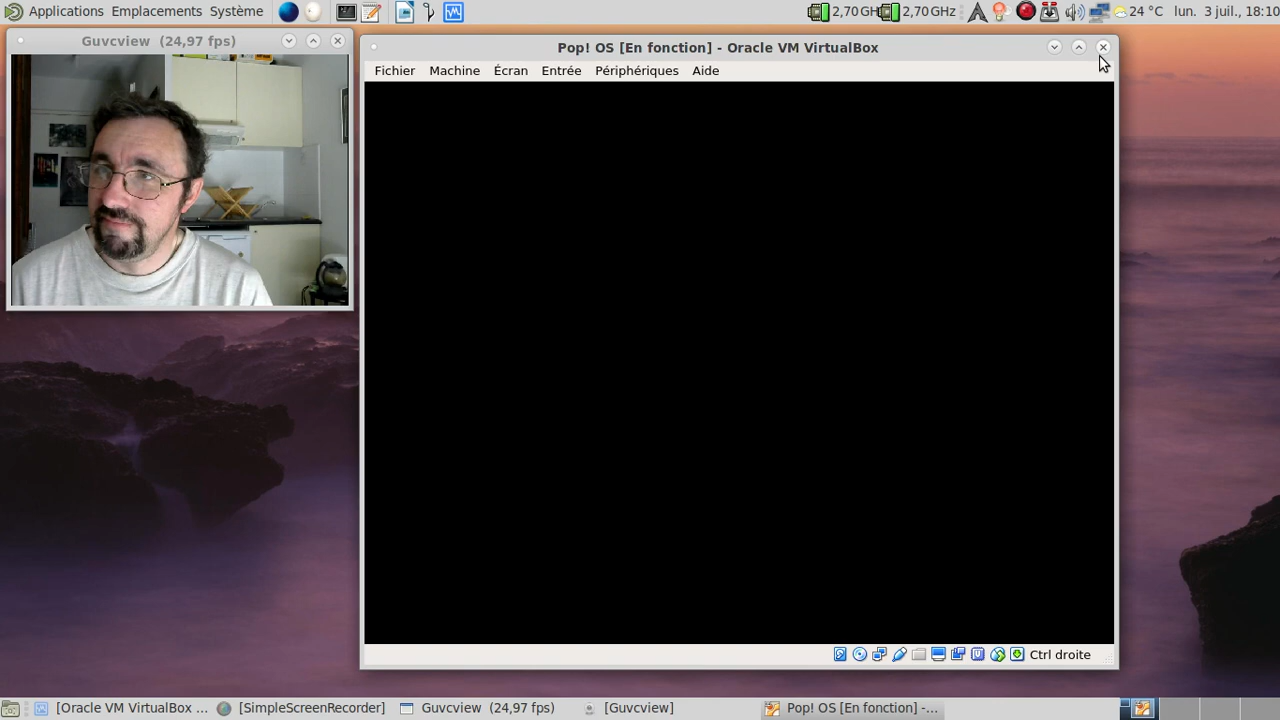 Applications Emplacements Système
2,70 GH
2,70 GHz
24 °C
lun. 3 juil., 18:10
Guvcview (24,97 fps)
Pop! OS [En fonction] - Oracle VM VirtualBox
Fichier Machine Écran Entrée Périphériques Aide
Ctrl droite
[Oracle VM VirtualBox ...
[SimpleScreenRecorder]
Guvcview (24,97 fps)
[Guvcview]
Pop! OS [En fonction] -...